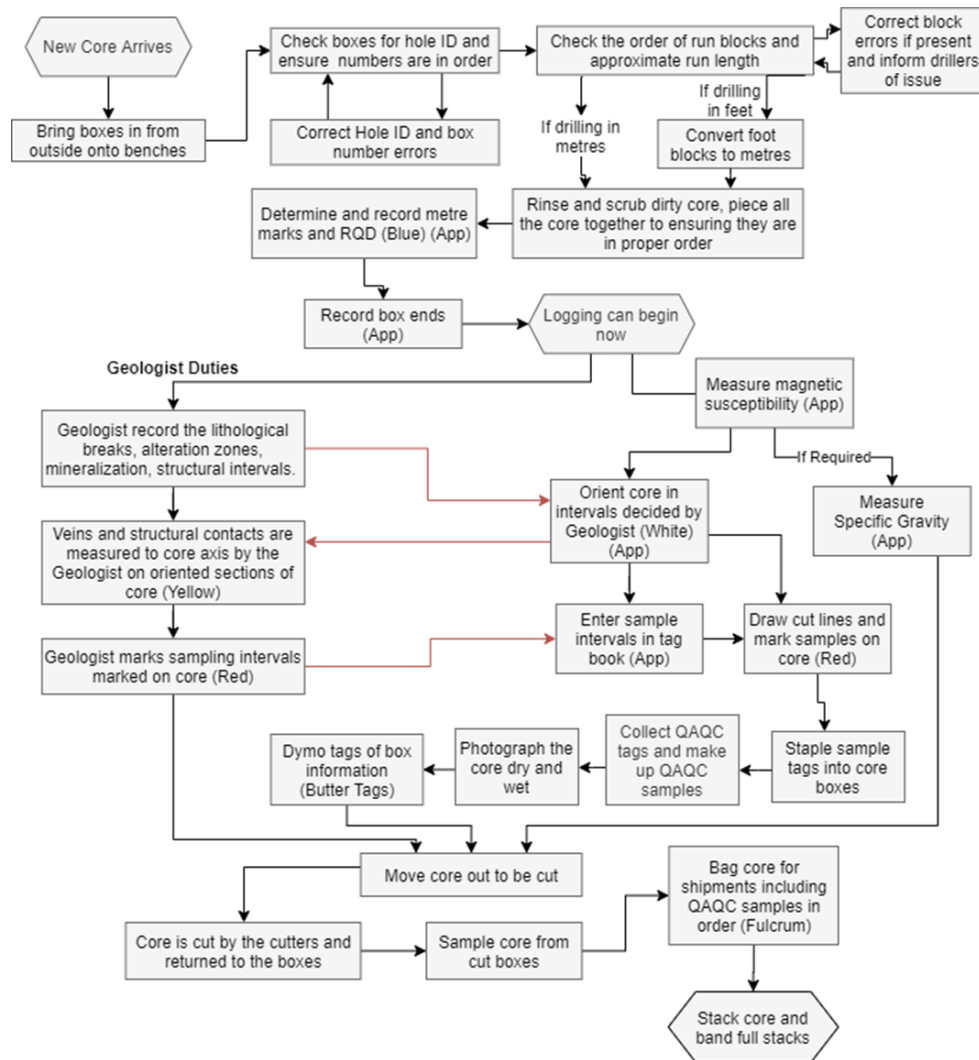 New Core Arrives
Check boxes for hole ID and
ensure numbers are in order
Check the order of run blocks and
approximate run length
Correct block
errors if present
and inform drillers
of issue
Bring boxes in from
outside onto benches
Correct Hole ID and box
number errors
If drilling in
metres
If drilling
in feet
Convert foot
blocks to metres
Determine and record metre
marks and RQD (Blue) (App)
Rinse and scrub dirty core, piece all
the core together to ensuring they are
in proper order
Record box ends
(App)
Logging can begin
now
Geologist Duties
Measure magnetic
susceptibility (App)
Geologist record the lithological
breaks, alteration zones,
mineralization, structural intervals.
If Required
Orient core in
intervals decided by
Geologist (White)
(App)
Measure
Specific Gravity
(App)
Veins and structural contacts are
measured to core axis by the
Geologist on oriented sections of
core (Yellow)
Enter sample
intervals in tag
book (App)
Draw cut lines and
mark samples on
core (Red)
Geologist marks sampling intervals
marked on core (Red)
Dymo tags of box
information
(Butter Tags)
Photograph the
core dry and
wet
Collect QAQC
tags and make
up QAQC
samples
Staple sample
tags into core
boxes
Move core out to be cut
Bag core for
shipments including
QAQC samples in
order (Fulcrum)
Core is cut by the cutters and
returned to the boxes
Sample core from
cut boxes
Stack core and
band full stacks